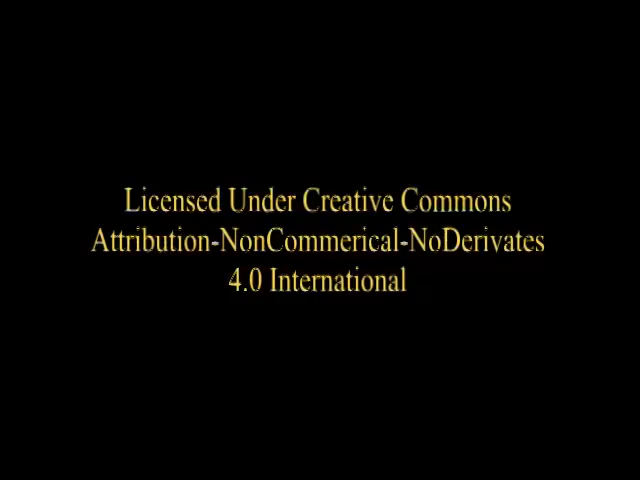 Licensed Under Creative Commons
Attribution-NonCommerical-NoDerivates
4.0 International